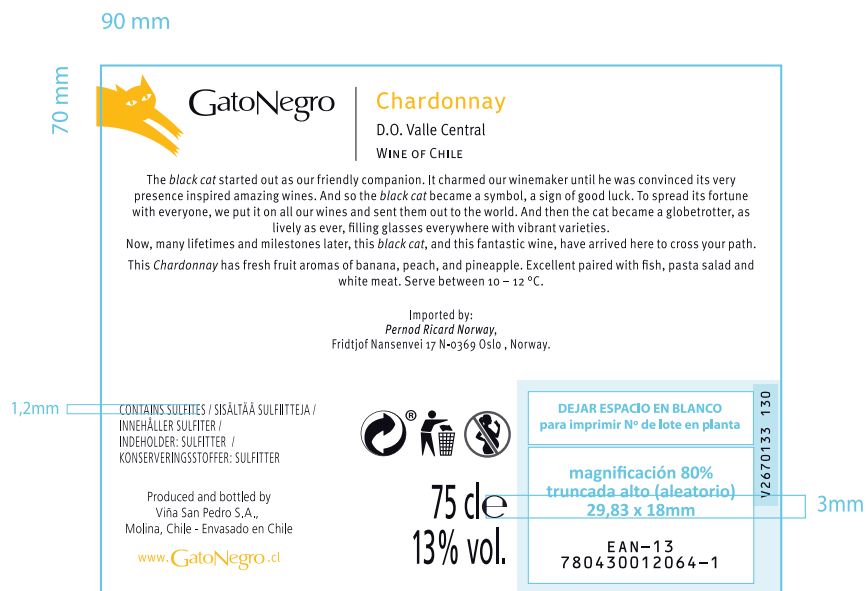 90 mm
70 mm
GatoNegro
Chardonnay
D.O. Valle Central
WINE OF CHILE
The black cat started out as our friendly companion. It charmed our winemaker until he was convinced its very
presence inspired amazing wines. And so the black cat became a symbol, a sign of good luck. To spread its fortune
with everyone, we put it on all our wines and sent them out to the world. And then the cat became a globetrotter, as
lively as ever, filling glasses everywhere with vibrant varieties.
Now, many lifetimes and milestones later, this black cat, and this fantastic wine, have arrived here to cross your path.
This Chardonnay has fresh fruit aromas of banana, peach, and pineapple. Excellent paired with fish, pasta salad and
white meat. Serve between 10 – 12 °C.
Imported by:
Pernod Ricard Norway,
Fridtjof Nansenvei 17 N-0369 Oslo , Norway.
1,2mm
CONTAINS SULFITES / SISÄLTÄÄ SULFIITTEJA /
INNEHÅLLER SULFITER /
INDEHOLDER: SULFITTER /
KONSERVERINGSSTOFFER: SULFITTER
Produced and bottled by
Viña San Pedro S.A.,
Molina, Chile - Envasado en Chile
www.GatoNegro.cl
®
75 cl e
13% vol.
DEJAR ESPACIO EN BLANCO
para imprimir Nº de lote en planta
magnificación 80%
truncada alto (aleatorio)
29,83 x 18mm
EAN-13
780430012064-1
V2670133 130
3mm